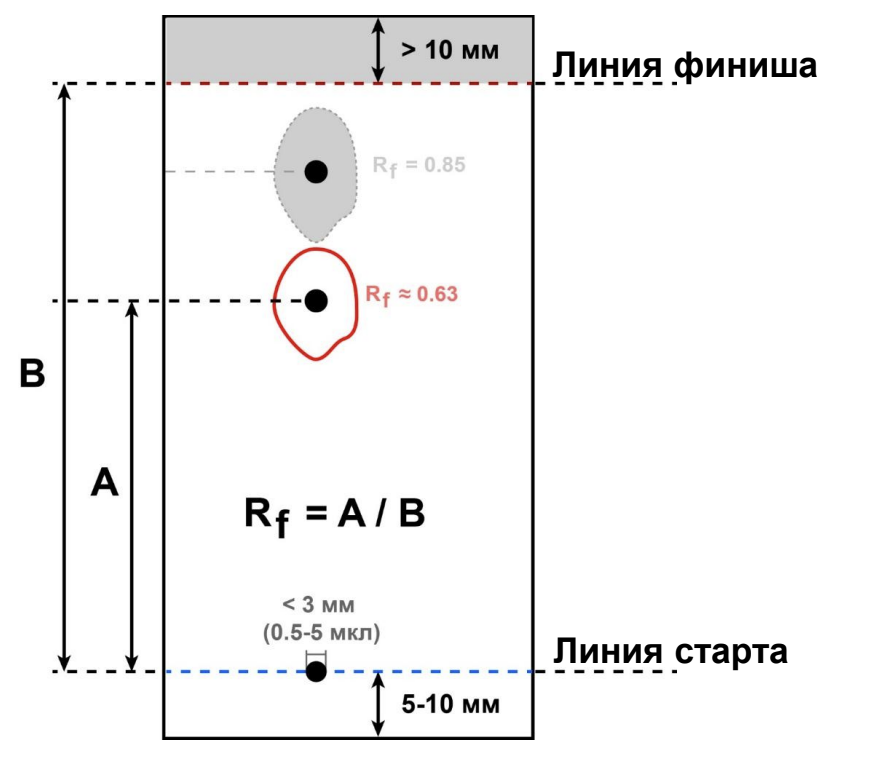 > 10 мм
Линия финиша
Rf = 0.85
Rf ≈ 0.63
B
A
Rf = A / B
< 3 мм
(0.5-5 мкл)
Линия старта
5-10 мм